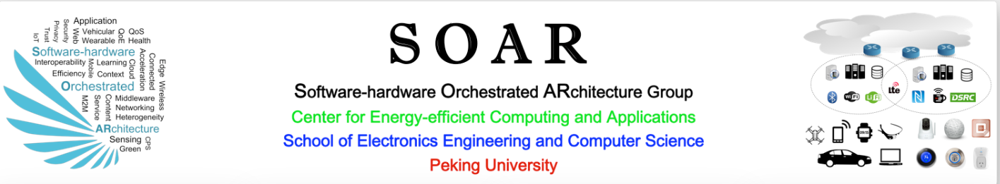 Application
Security
Privacy
Trust
IoT
Web
Vehicular
QoE
QoS
Wearable
Health
Software-hardware
Interoperability
Mobile
Learning
Cloud
Acceleration
Connected
Edge Wireless
Efficiency
Context
Orchestrated
M2M
Service
Content
Middleware
Networking
Heterogeneity
ARchitecture
Sensing
CPS
Green
SOAR
Software-hardware Orchestrated ARchitecture Group
Center for Energy-efficient Computing and Applications
School of Electronics Engineering and Computer Science
Peking University
lte
WiFi
LiFi
DSRC
09:15